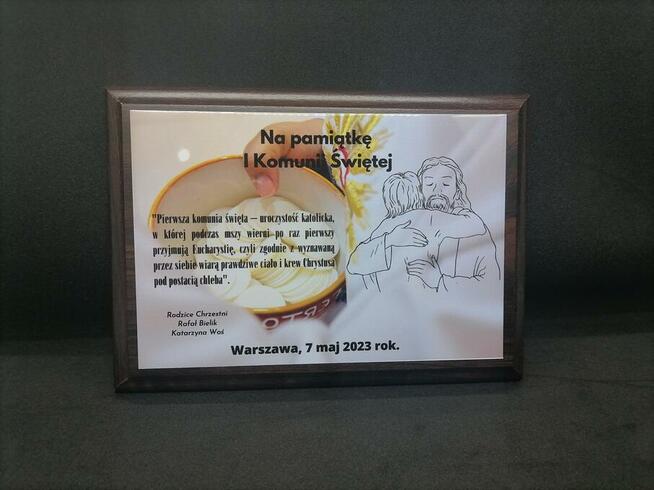 Na pamiątkę
I Komunii Świętej
"Pierwsza komunia święta – uroczystość katolicka,
w której podczas mszy wierni po raz pierwszy
przyjmują Eucharystię, czyli zgodnie z wyznawaną
przez siebie wiarą prawdziwe ciało i krew Chrystusa
pod postacią chleba".
Rodzice Chrzestni
Rafał Bielik
Katarzyna Woś
Warszawa, 7 maj 2023 rok.